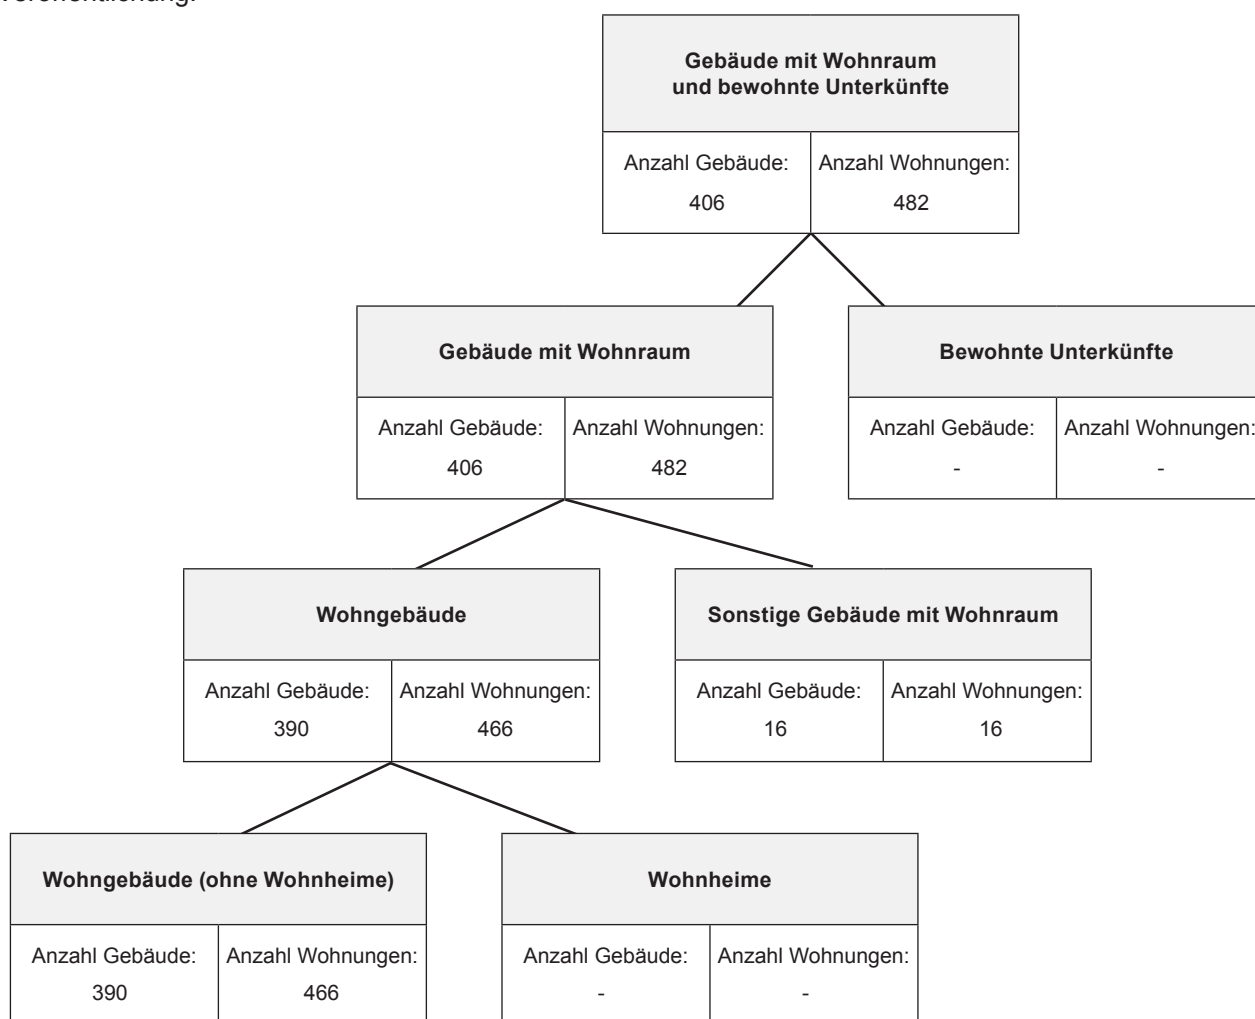 Veröffentlichung.
Gebäude mit Wohnraum
und bewohnte Unterkünfte
Anzahl Gebäude: Anzahl Wohnungen:
406 482
Gebäude mit Wohnraum
Anzahl Gebäude: Anzahl Wohnungen:
406 482
Bewohnte Unterkünfte
Anzahl Gebäude: Anzahl Wohnungen:
- -
Wohngebäude
Anzahl Gebäude: Anzahl Wohnungen:
390 466
Sonstige Gebäude mit Wohnraum
Anzahl Gebäude: Anzahl Wohnungen:
16 16
Wohngebäude (ohne Wohnheime)
Anzahl Gebäude: Anzahl Wohnungen:
390 466
Wohnheime
Anzahl Gebäude: Anzahl Wohnungen:
- -